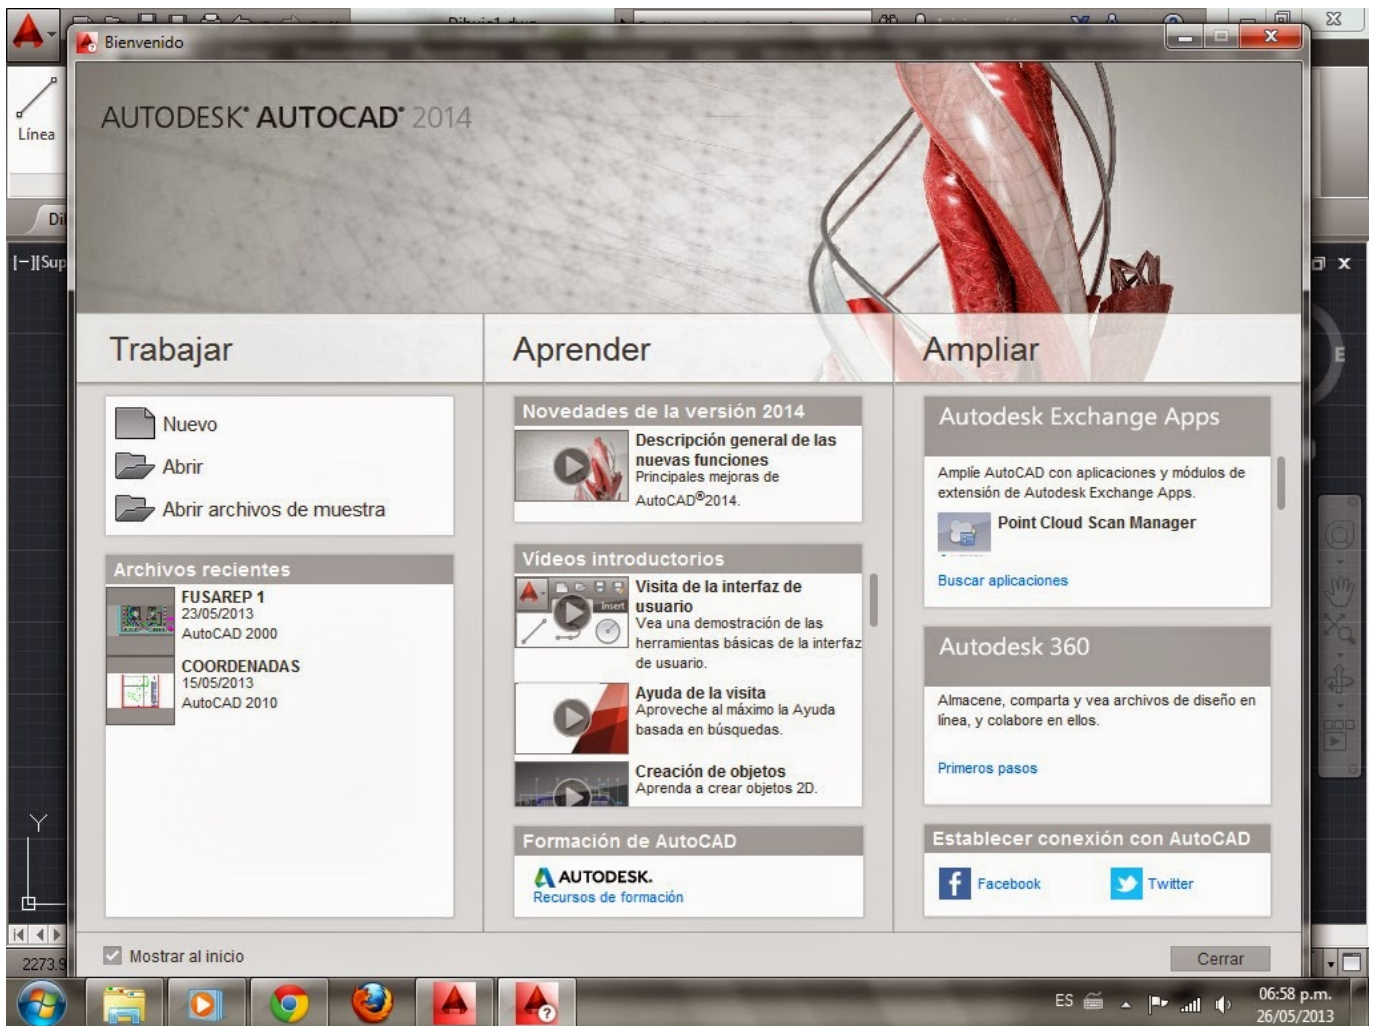 Dibujo1.dwg
Bienvenido
AUTODESK® AUTOCAD® 2014
Línea
[−][Sup
E
Trabajar
Nuevo
Abrir
Abrir archivos de muestra
Archivos recientes
FUSAREP 1
23/05/2013
AutoCAD 2000
COORDENADAS
15/05/2013
AutoCAD 2010
Aprender
Novedades de la versión 2014
Descripción general de las
nuevas funciones
Principales mejoras de
AutoCAD®2014.
Vídeos introductorios
Insert
Visita de la interfaz de
usuario
Vea una demostración de las
herramientas básicas de la interfaz
de usuario.
Ayuda de la visita
Aproveche al máximo la Ayuda
basada en búsquedas.
Creación de objetos
Aprenda a crear objetos 2D.
Formación de AutoCAD
AUTODESK.
Recursos de formación
Ampliar
Autodesk Exchange Apps
Amplíe AutoCAD con aplicaciones y módulos de
extensión de Autodesk Exchange Apps.
Point Cloud Scan Manager
Buscar aplicaciones
Autodesk 360
Almacene, comparta y vea archivos de diseño en
línea, y colabore en ellos.
Primeros pasos
Establecer conexión con AutoCAD
Facebook
Twitter
Y
Mostrar al inicio
Cerrar
2273.9
ES
06:58 p.m.
26/05/2013